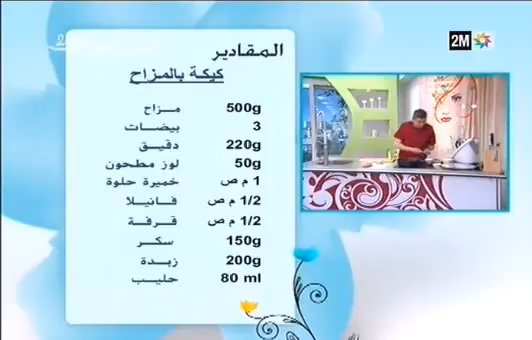 2M
المقادير
كيكة بالمزاح
500g مزاح
3 بيضات
220g دقيق
50g لوز مطحون
1 م ص خميرة حلوة
1/2 م ص فانيلا
1/2 م ص قرفة
150g سكر
200g زبدة
80 ml حليب